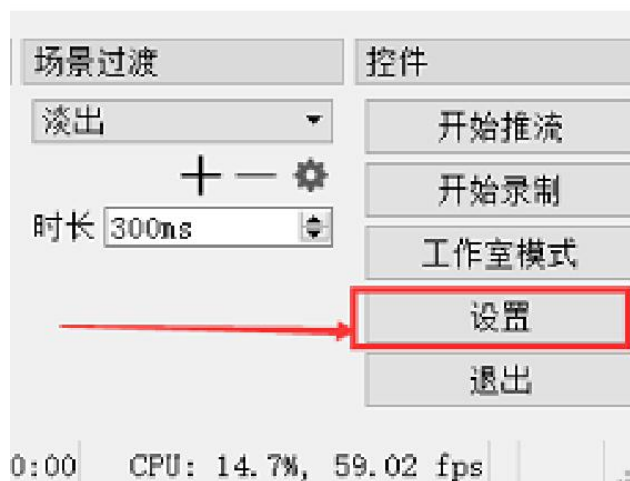 场景过渡
控件
淡出
开始推流
开始录制
时长 300ms
工作室模式
设置
退出
0:00 CPU: 14.7%, 59.02 fps